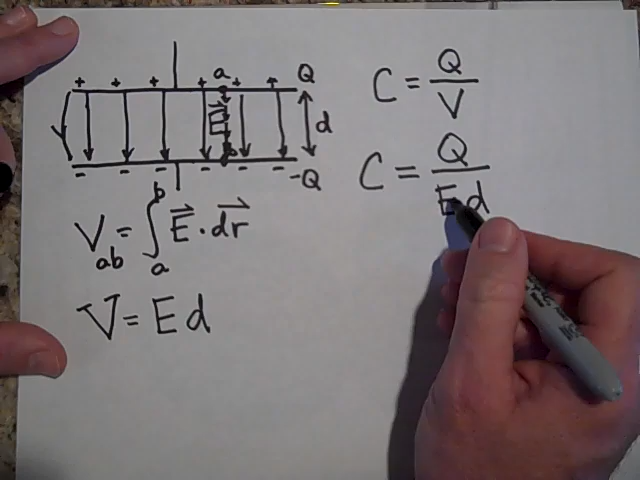 + + + + a + + Q
E d
b
- - - - - - -Q
V_ab = ∫_a^b E⃗ · dr⃗
V = Ed
C = Q/V
C = Q/Ed